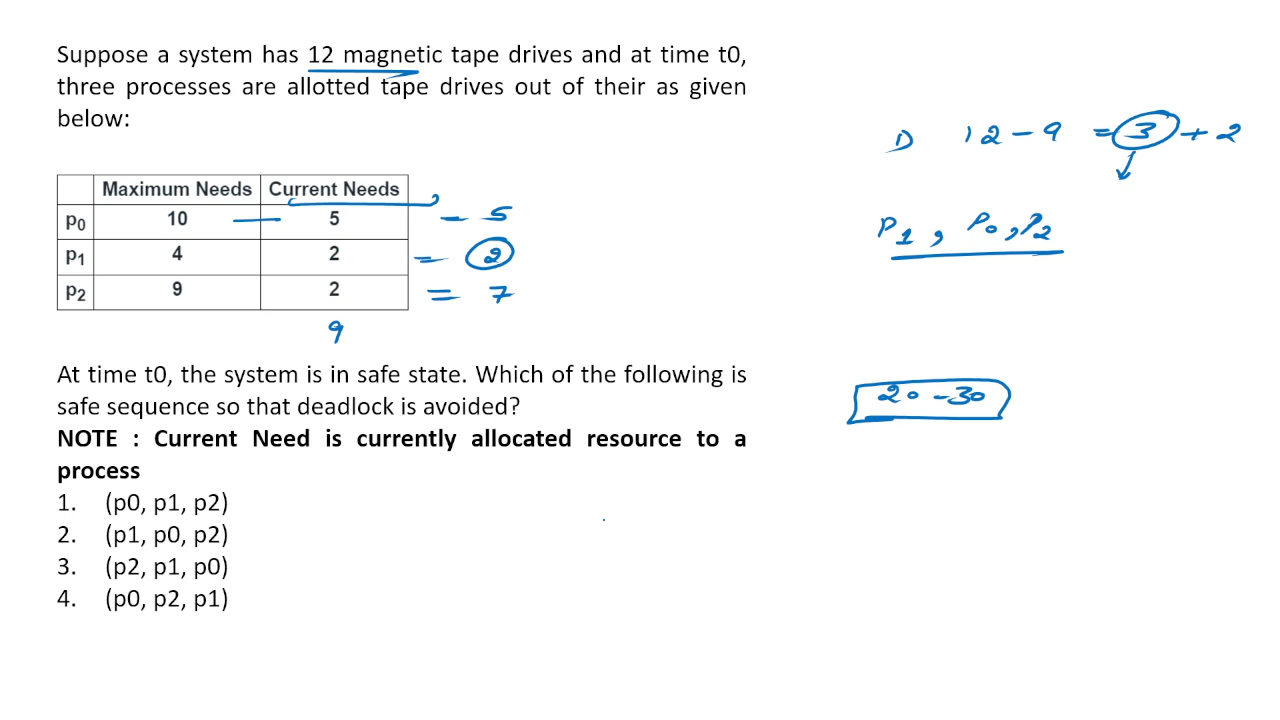 Suppose a system has 12 magnetic tape drives and at time t0,
three processes are allotted tape drives out of their as given
below:
D 12 - 9 = 3 + 2
Maximum Needs Current Needs
p0 10 5 - 5
p1 4 2 = 2
p2 9 2 = 7
9
P1, P0, P2
20 - 30
At time t0, the system is in safe state. Which of the following is
safe sequence so that deadlock is avoided?
NOTE : Current Need is currently allocated resource to a
process
1. (p0, p1, p2)
2. (p1, p0, p2)
3. (p2, p1, p0)
4. (p0, p2, p1)